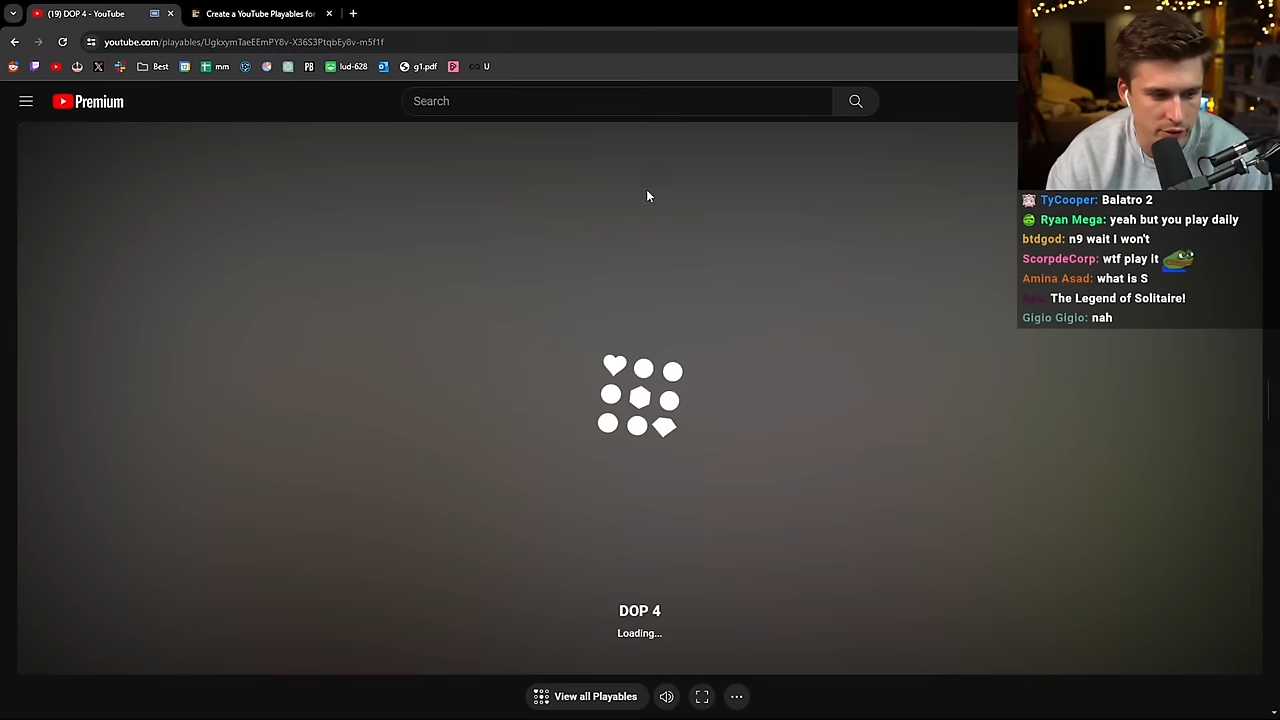 (19) DOP 4 - YouTube
Create a YouTube Playables for
youtube.com/playables/UgkxymTaeEEmPY8v-X36S3PtqbEy8v-m5f1f
Best
mm
PB
lud-628
g1.pdf
U
Premium
Search
TyCooper: Balatro 2
Ryan Mega: yeah but you play daily
btdgod: n9 wait I won't
ScorpdeCorp: wtf play it
Amina Asad: what is S
The Legend of Solitaire!
Gigio Gigio: nah
DOP 4
Loading...
View all Playables